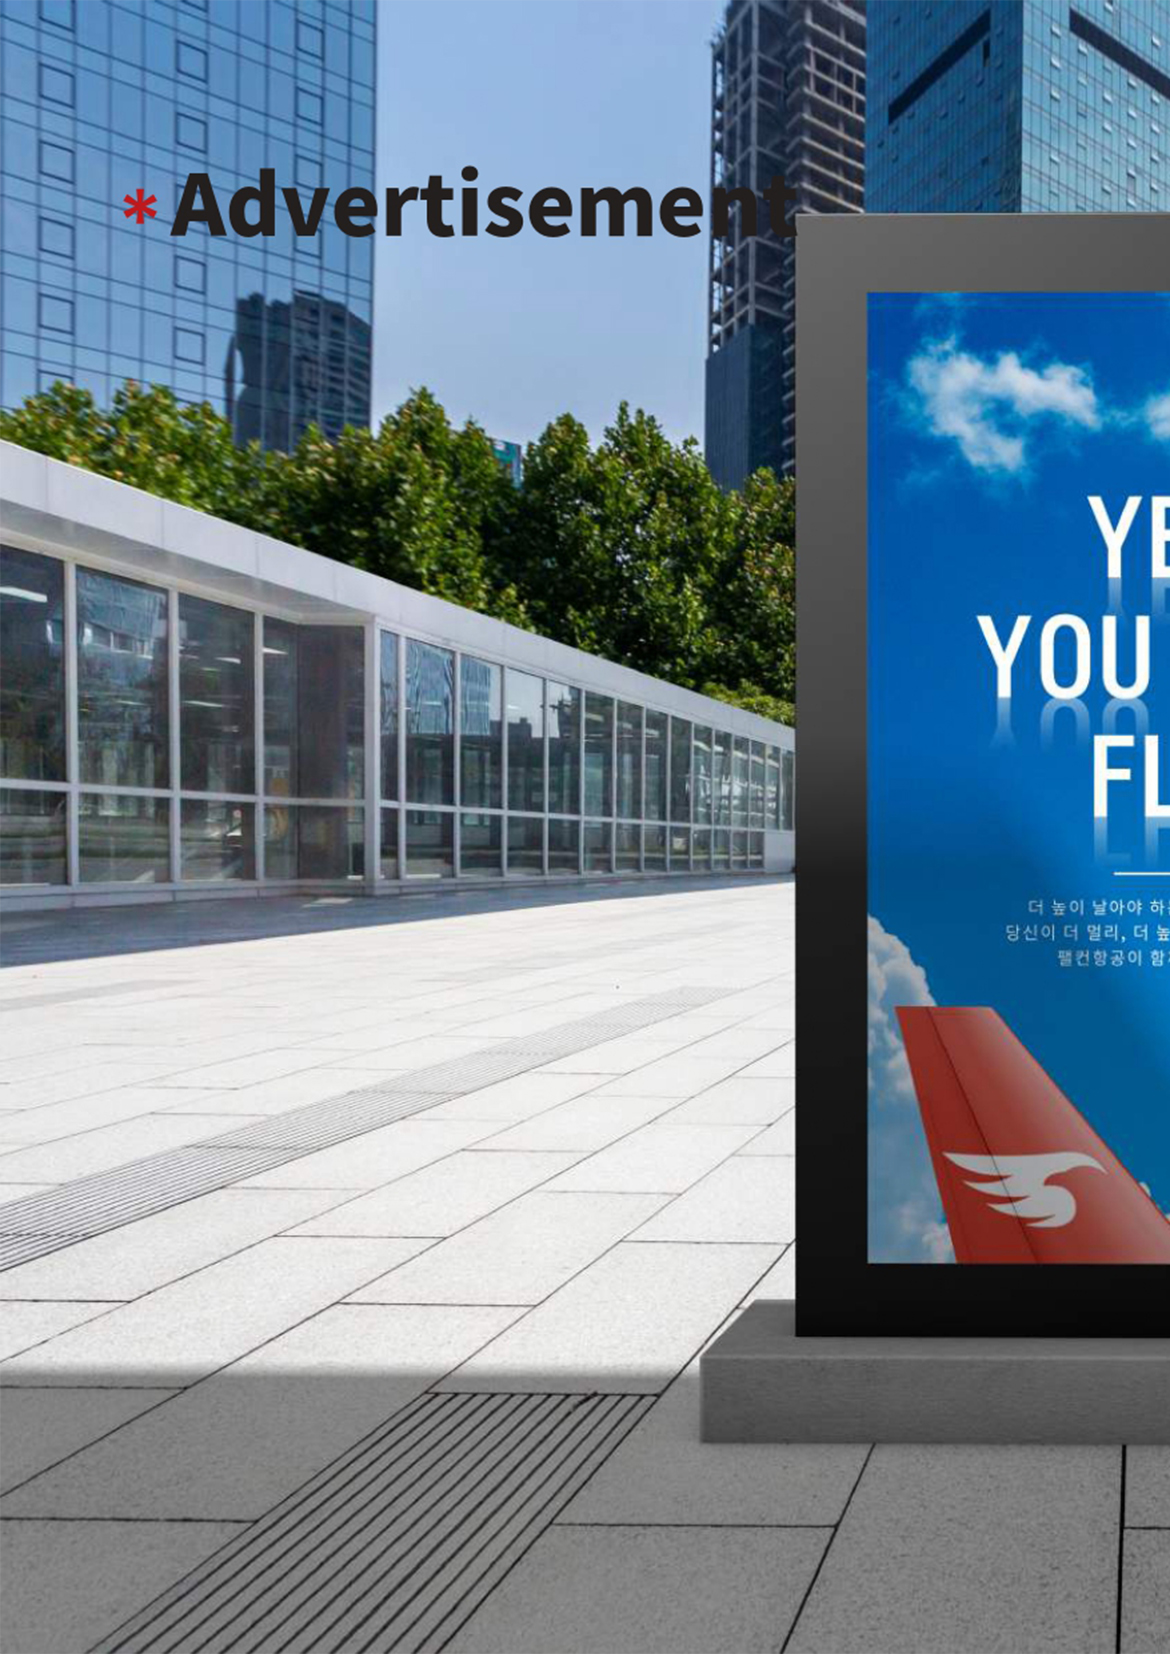 * Advertisement
YE
YOU
FL
더 높이 날아야 하
당신이 더 멀리, 더 높
팰컨항공이 함